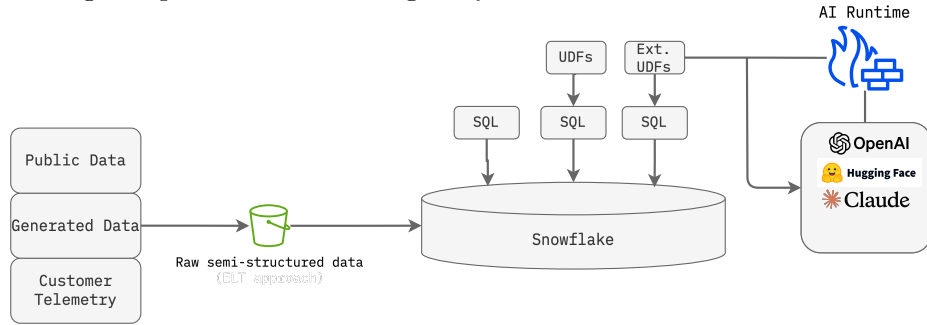 AI Runtime
UDFs
Ext.
UDFs
SQL
SQL
SQL
OpenAI
Hugging Face
Claude
Public Data
Generated Data
Customer
Telemetry
Raw semi-structured data
(ELT approach)
Snowflake